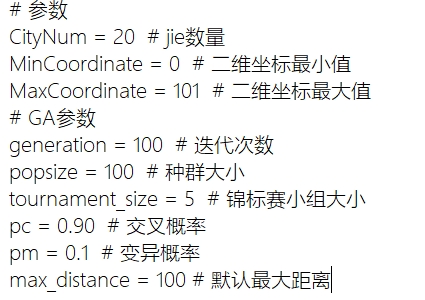 # 参数
CityNum = 20  # jie数量
MinCoordinate = 0  # 二维坐标最小值
MaxCoordinate = 101  # 二维坐标最大值
# GA参数
generation = 100  # 迭代次数
popsize = 100  # 种群大小
tournament_size = 5  # 锦标赛小组大小
pc = 0.90  # 交叉概率
pm = 0.1  # 变异概率
max_distance = 100 # 默认最大距离